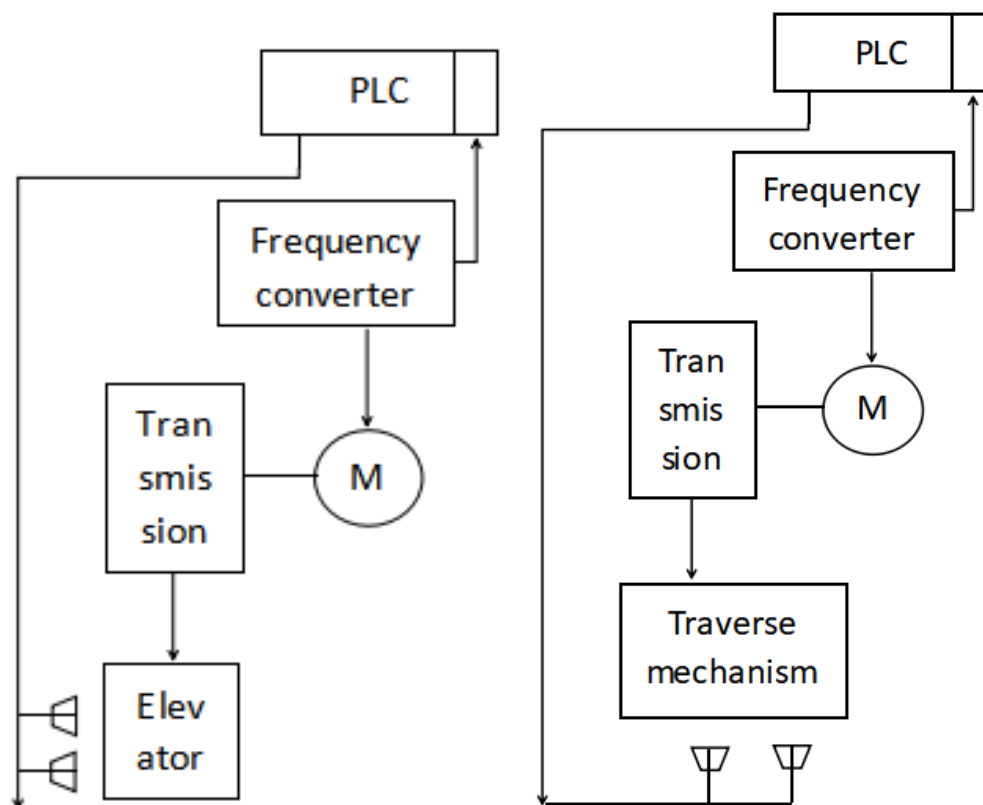 PLC
Frequency
converter
Tran
smis
sion
M
Elev
ator
PLC
Frequency
converter
Tran
smis
sion
M
Traverse
mechanism